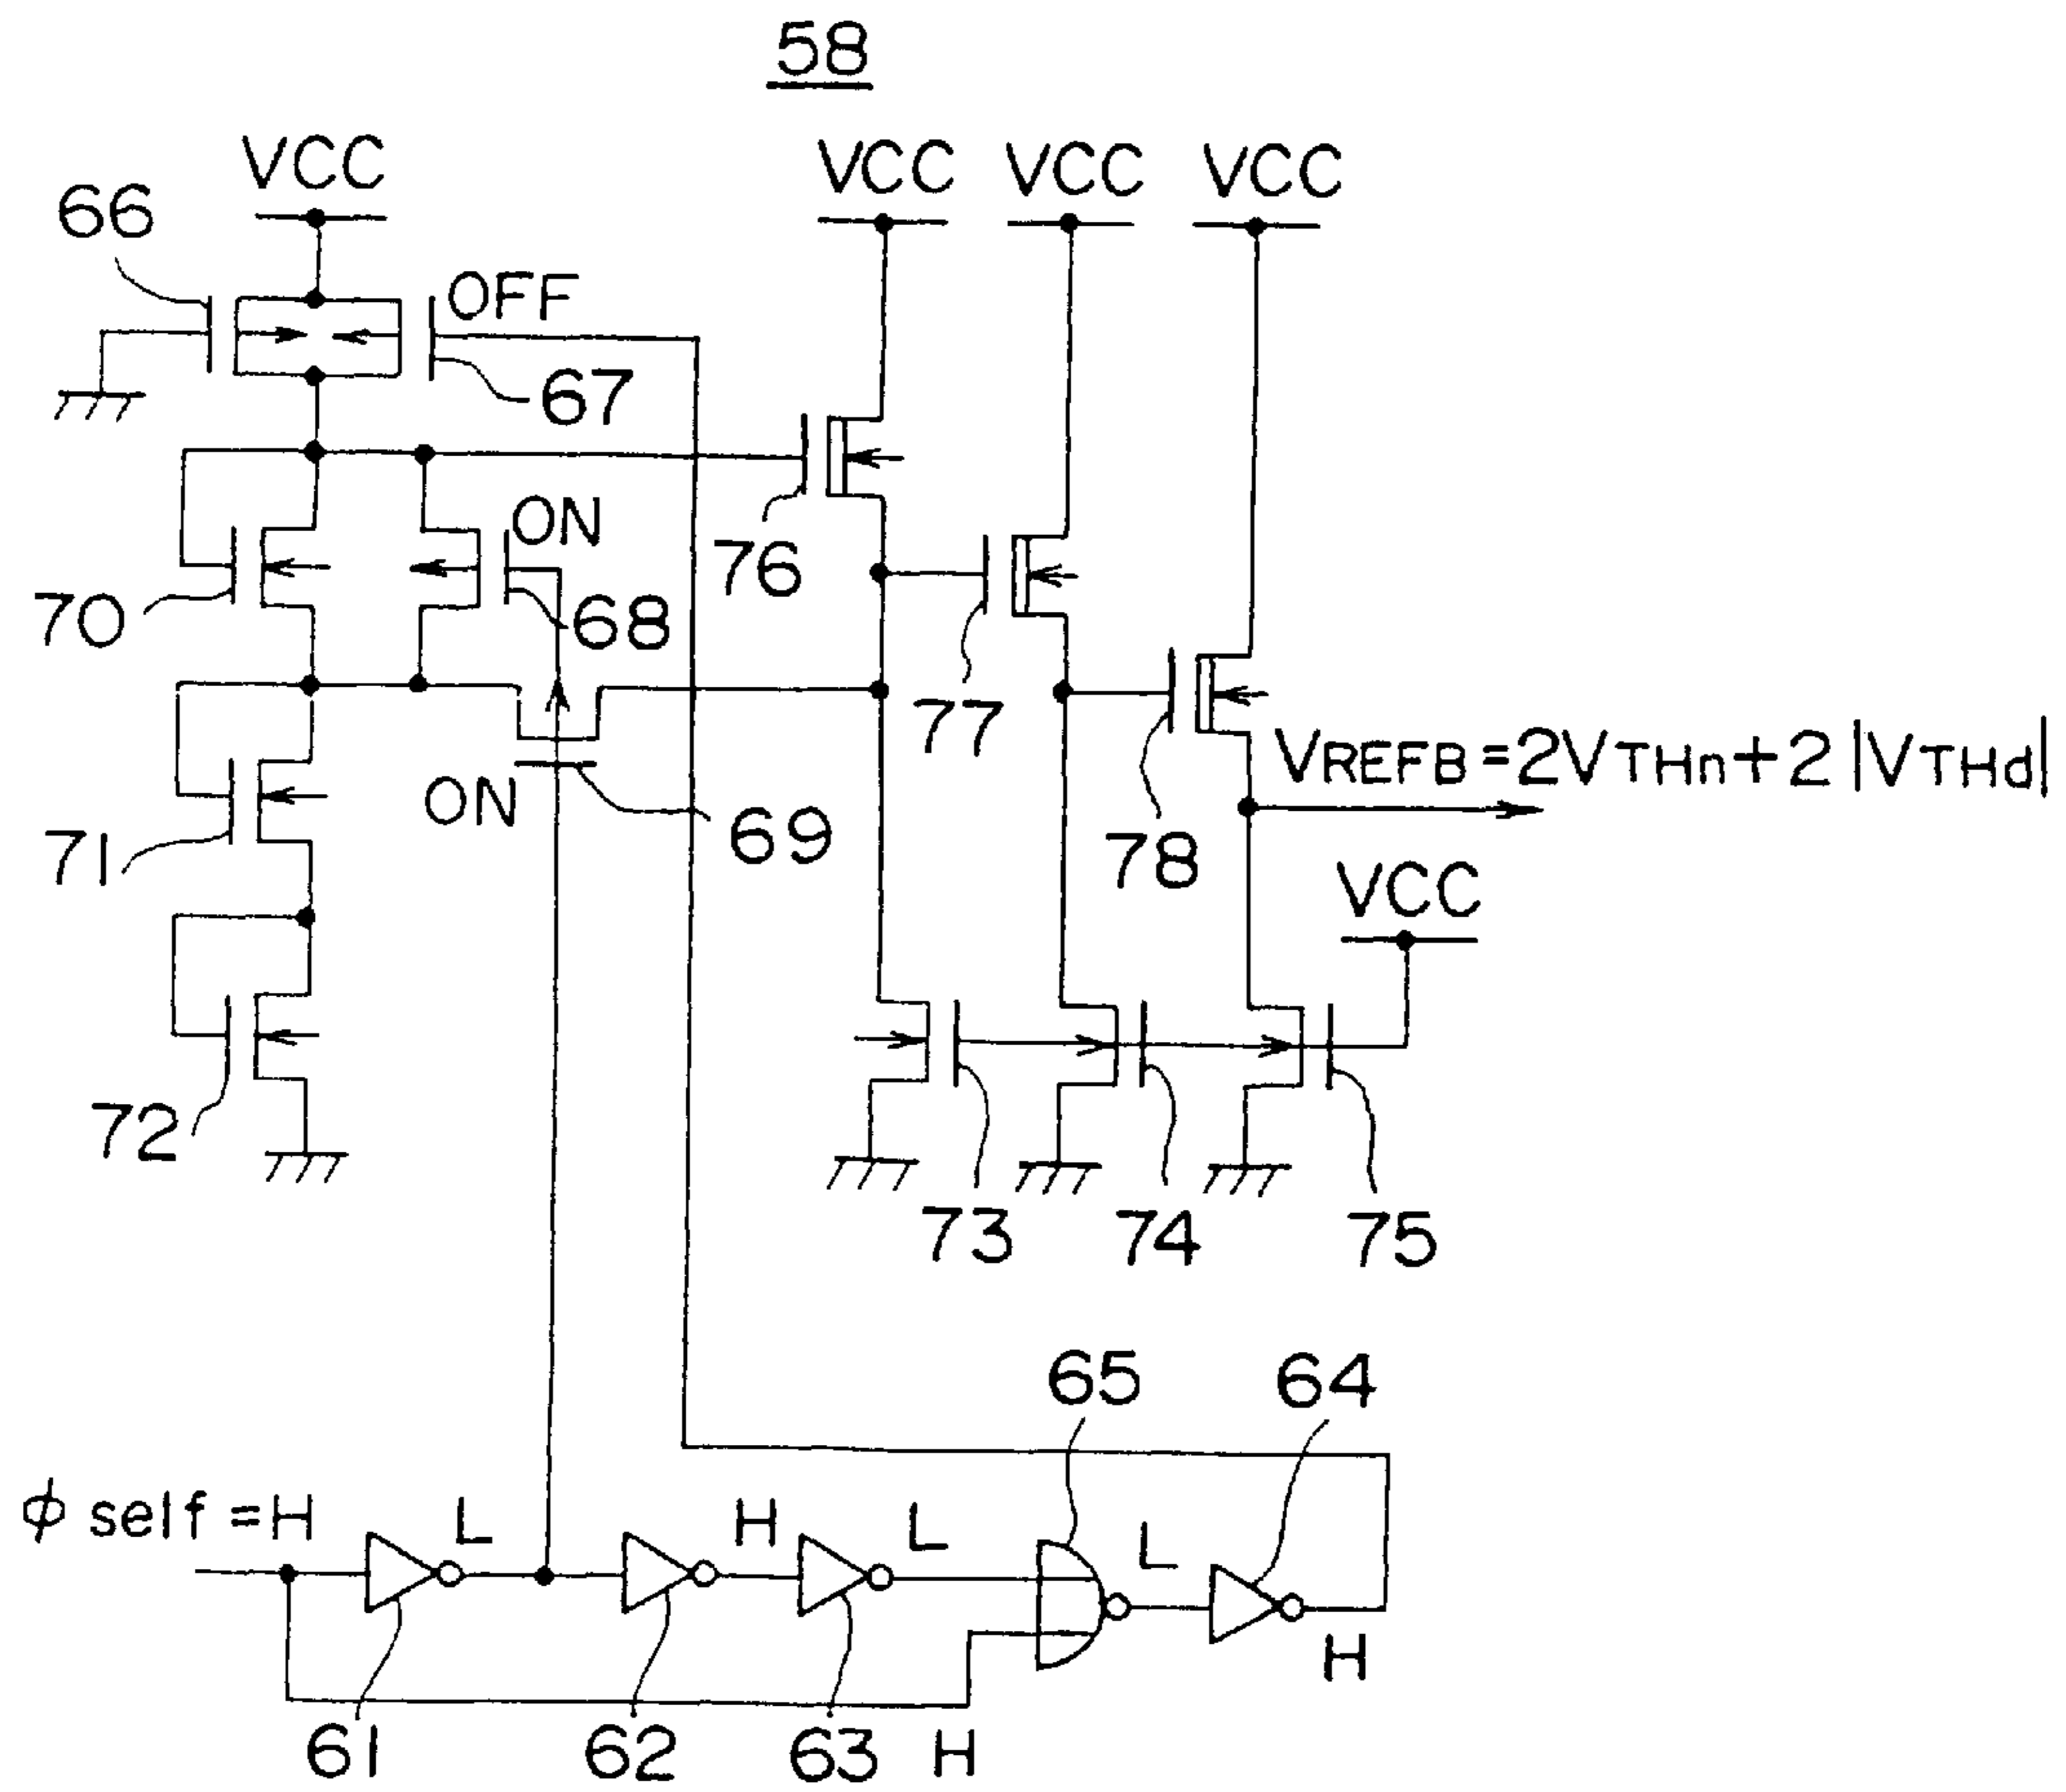 58
VCC
VCC VCC VCC
66
OFF
67
ON
76
70
68
77
VREFB=2VTHn+2|VTHd|
ON
69
71
78
VCC
72
73
74
75
65
64
φ self=H
L
H
L
L
H
61
62
63
H